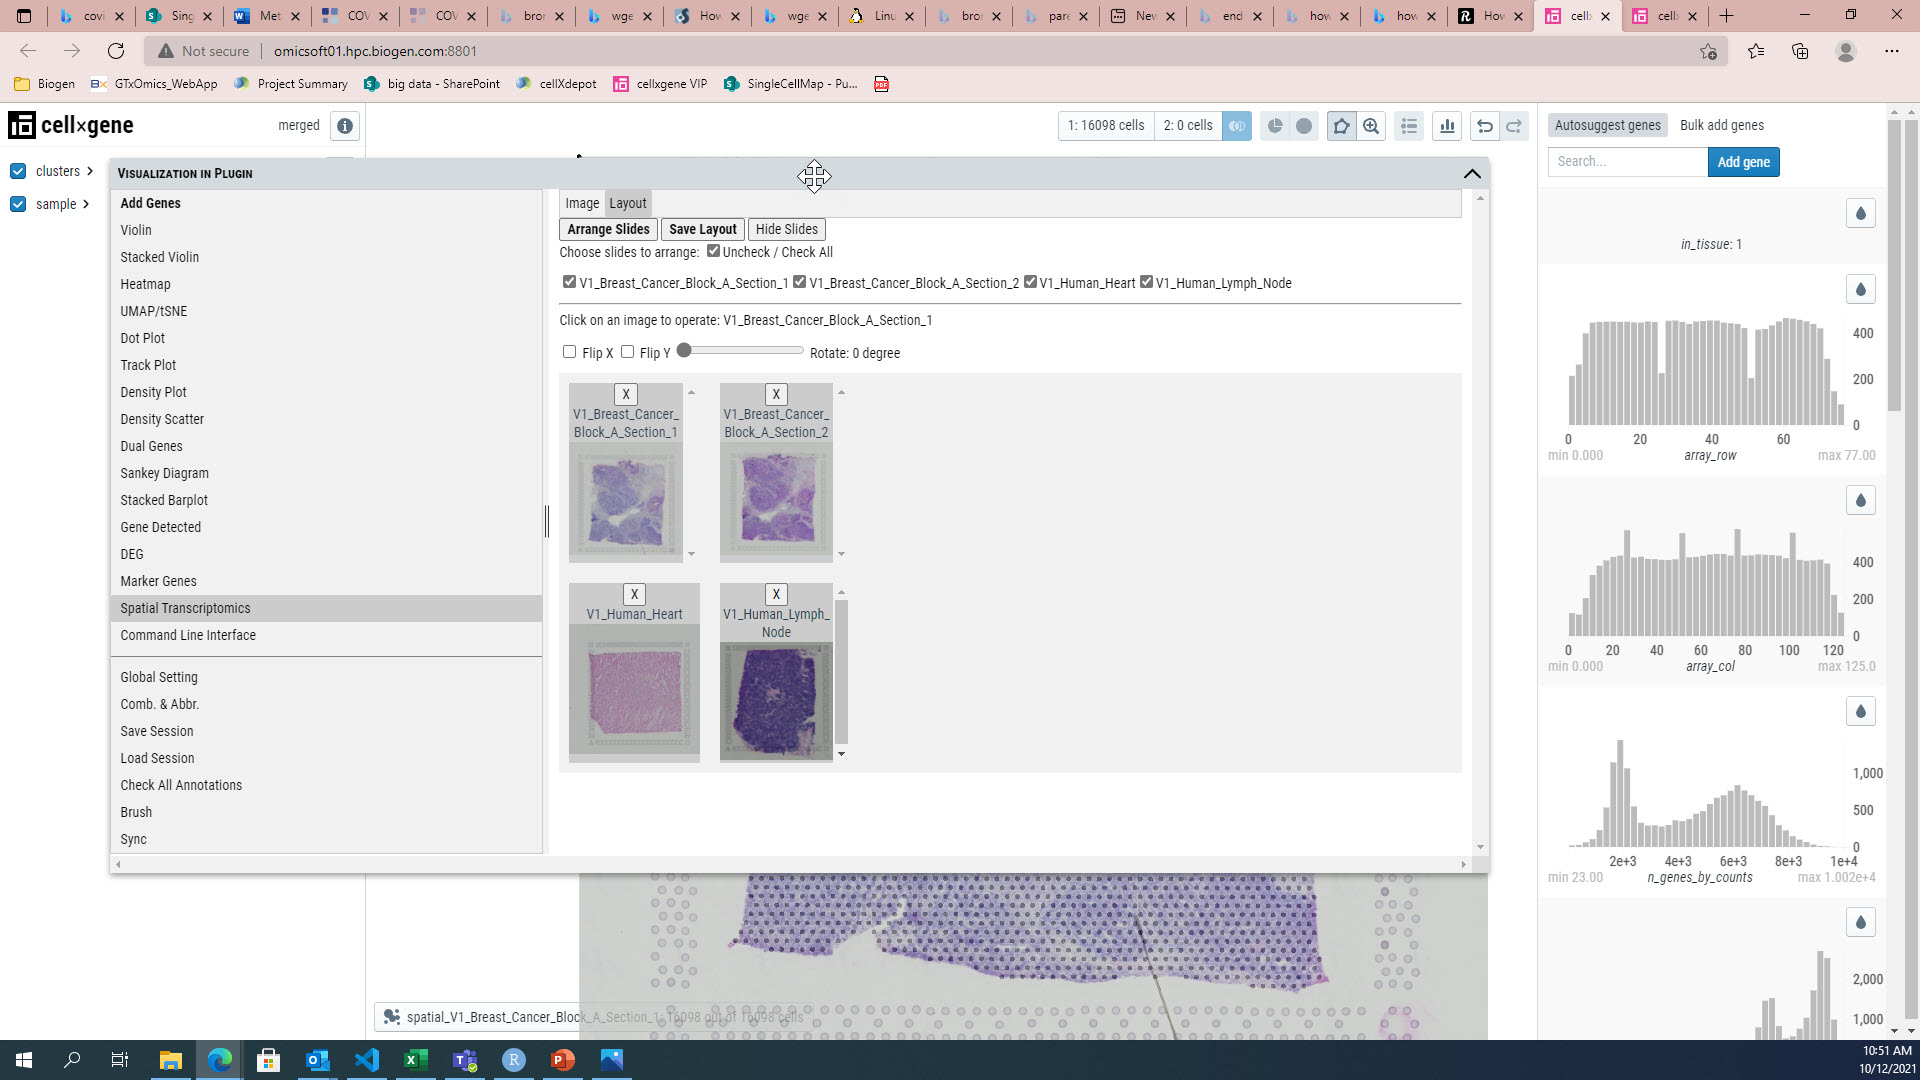 covi
Sing
Met
COV
COV
bror
wge
How
wge
Linu
bror
pare
New
end
how
how
How
cell
cell
Not secure
omicsoft01.hpc.biogen.com:8801
Biogen
GTxOmics_WebApp
Project Summary
big data - SharePoint
cellXdepot
cellxgene VIP
SingleCellMap - Pu...
cell×gene
merged
1: 16098 cells
2: 0 cells
Autosuggest genes
Bulk add genes
Search...
Add gene
clusters
sample
Visualization in Plugin
Add Genes
Violin
Stacked Violin
Heatmap
UMAP/tSNE
Dot Plot
Track Plot
Density Plot
Density Scatter
Dual Genes
Sankey Diagram
Stacked Barplot
Gene Detected
DEG
Marker Genes
Spatial Transcriptomics
Command Line Interface
Global Setting
Comb. & Abbr.
Save Session
Load Session
Check All Annotations
Brush
Sync
Image Layout
Arrange Slides Save Layout Hide Slides
Choose slides to arrange: Uncheck / Check All
V1_Breast_Cancer_Block_A_Section_1 V1_Breast_Cancer_Block_A_Section_2 V1_Human_Heart V1_Human_Lymph_Node
Click on an image to operate: V1_Breast_Cancer_Block_A_Section_1
Flip X Flip Y Rotate: 0 degree
X
V1_Breast_Cancer_
Block_A_Section_1
X
V1_Breast_Cancer_
Block_A_Section_2
X
V1_Human_Heart
X
V1_Human_Lymph_
Node
spatial_V1_Breast_Cancer_Block_A_Section_1: 16098 out of 16098 cells
in_tissue: 1
400
200
0
0 20 40 60
min 0.000 array_row max 77.00
400
200
0
0 20 40 60 80 100 120
min 0.000 array_col max 125.0
1,000
500
0
2e+3 4e+3 6e+3 8e+3 1e+4
min 23.00 n_genes_by_counts max 1.002e+4
2,000
1,000
10:51 AM
10/12/2021